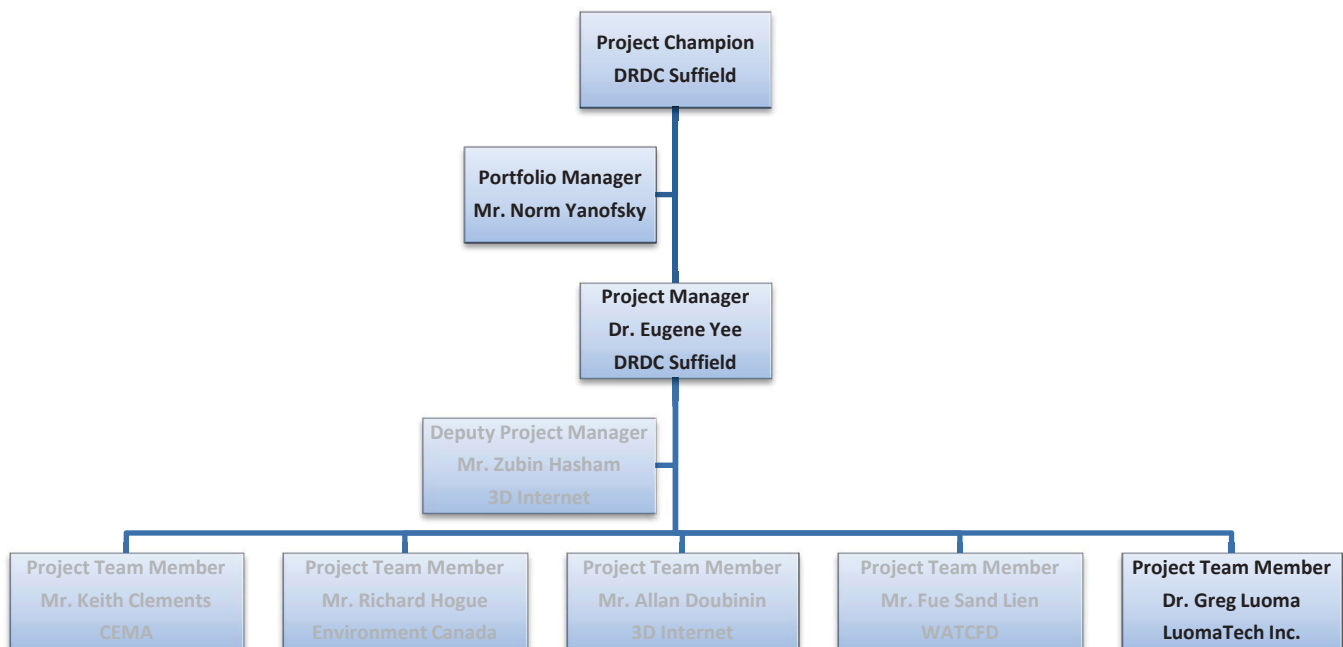 Project Champion
DRDC Suffield
Portfolio Manager
Mr. Norm Yanofsky
Project Manager
Dr. Eugene Yee
DRDC Suffield
Deputy Project Manager
Mr. Zubin Hasham
3D Internet
Project Team Member
Mr. Keith Clements
CEMA
Project Team Member
Mr. Richard Hogue
Environment Canada
Project Team Member
Mr. Allan Doubinin
3D Internet
Project Team Member
Mr. Fue Sand Lien
WATCFD
Project Team Member
Dr. Greg Luoma
LuomaTech Inc.